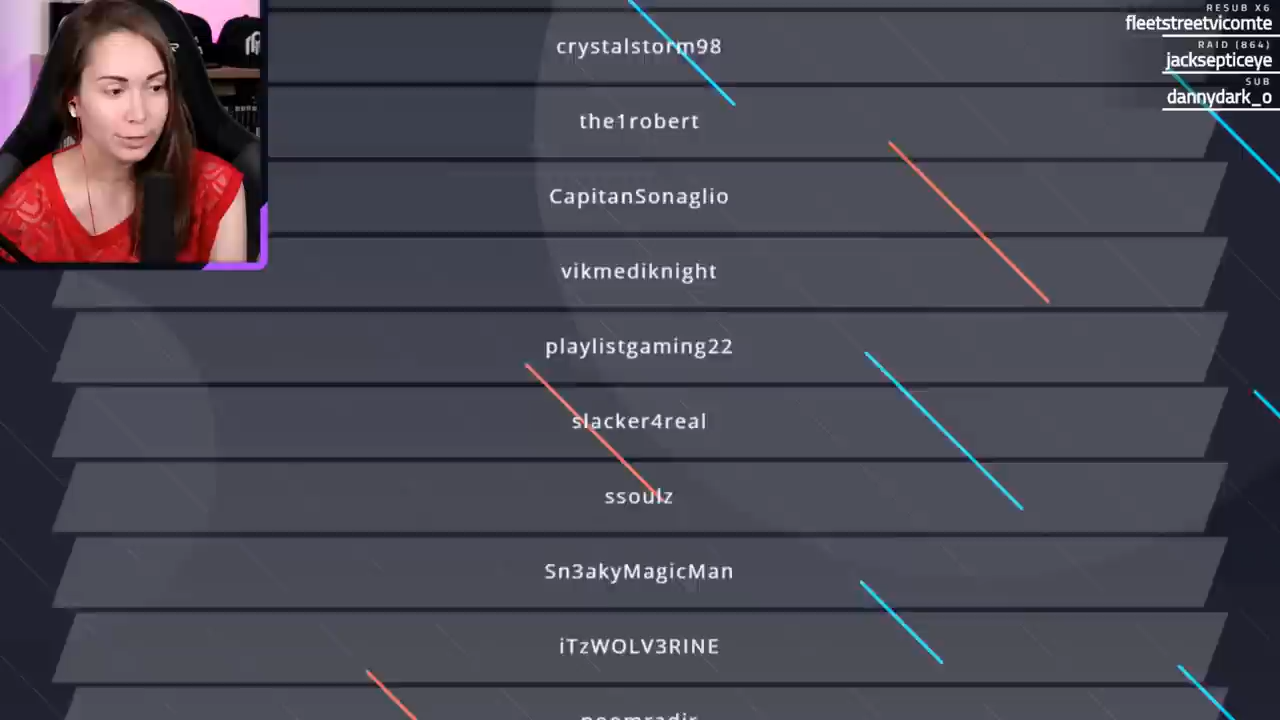 RESUB X6
fleetstreetvicomte
RAID (864)
jacksepticeye
SUB
dannydark_o
crystalstorm98
the1robert
CapitanSonaglio
vikmediknight
playlistgaming22
slacker4real
ssoulz
Sn3akyMagicMan
iTzWOLV3RINE